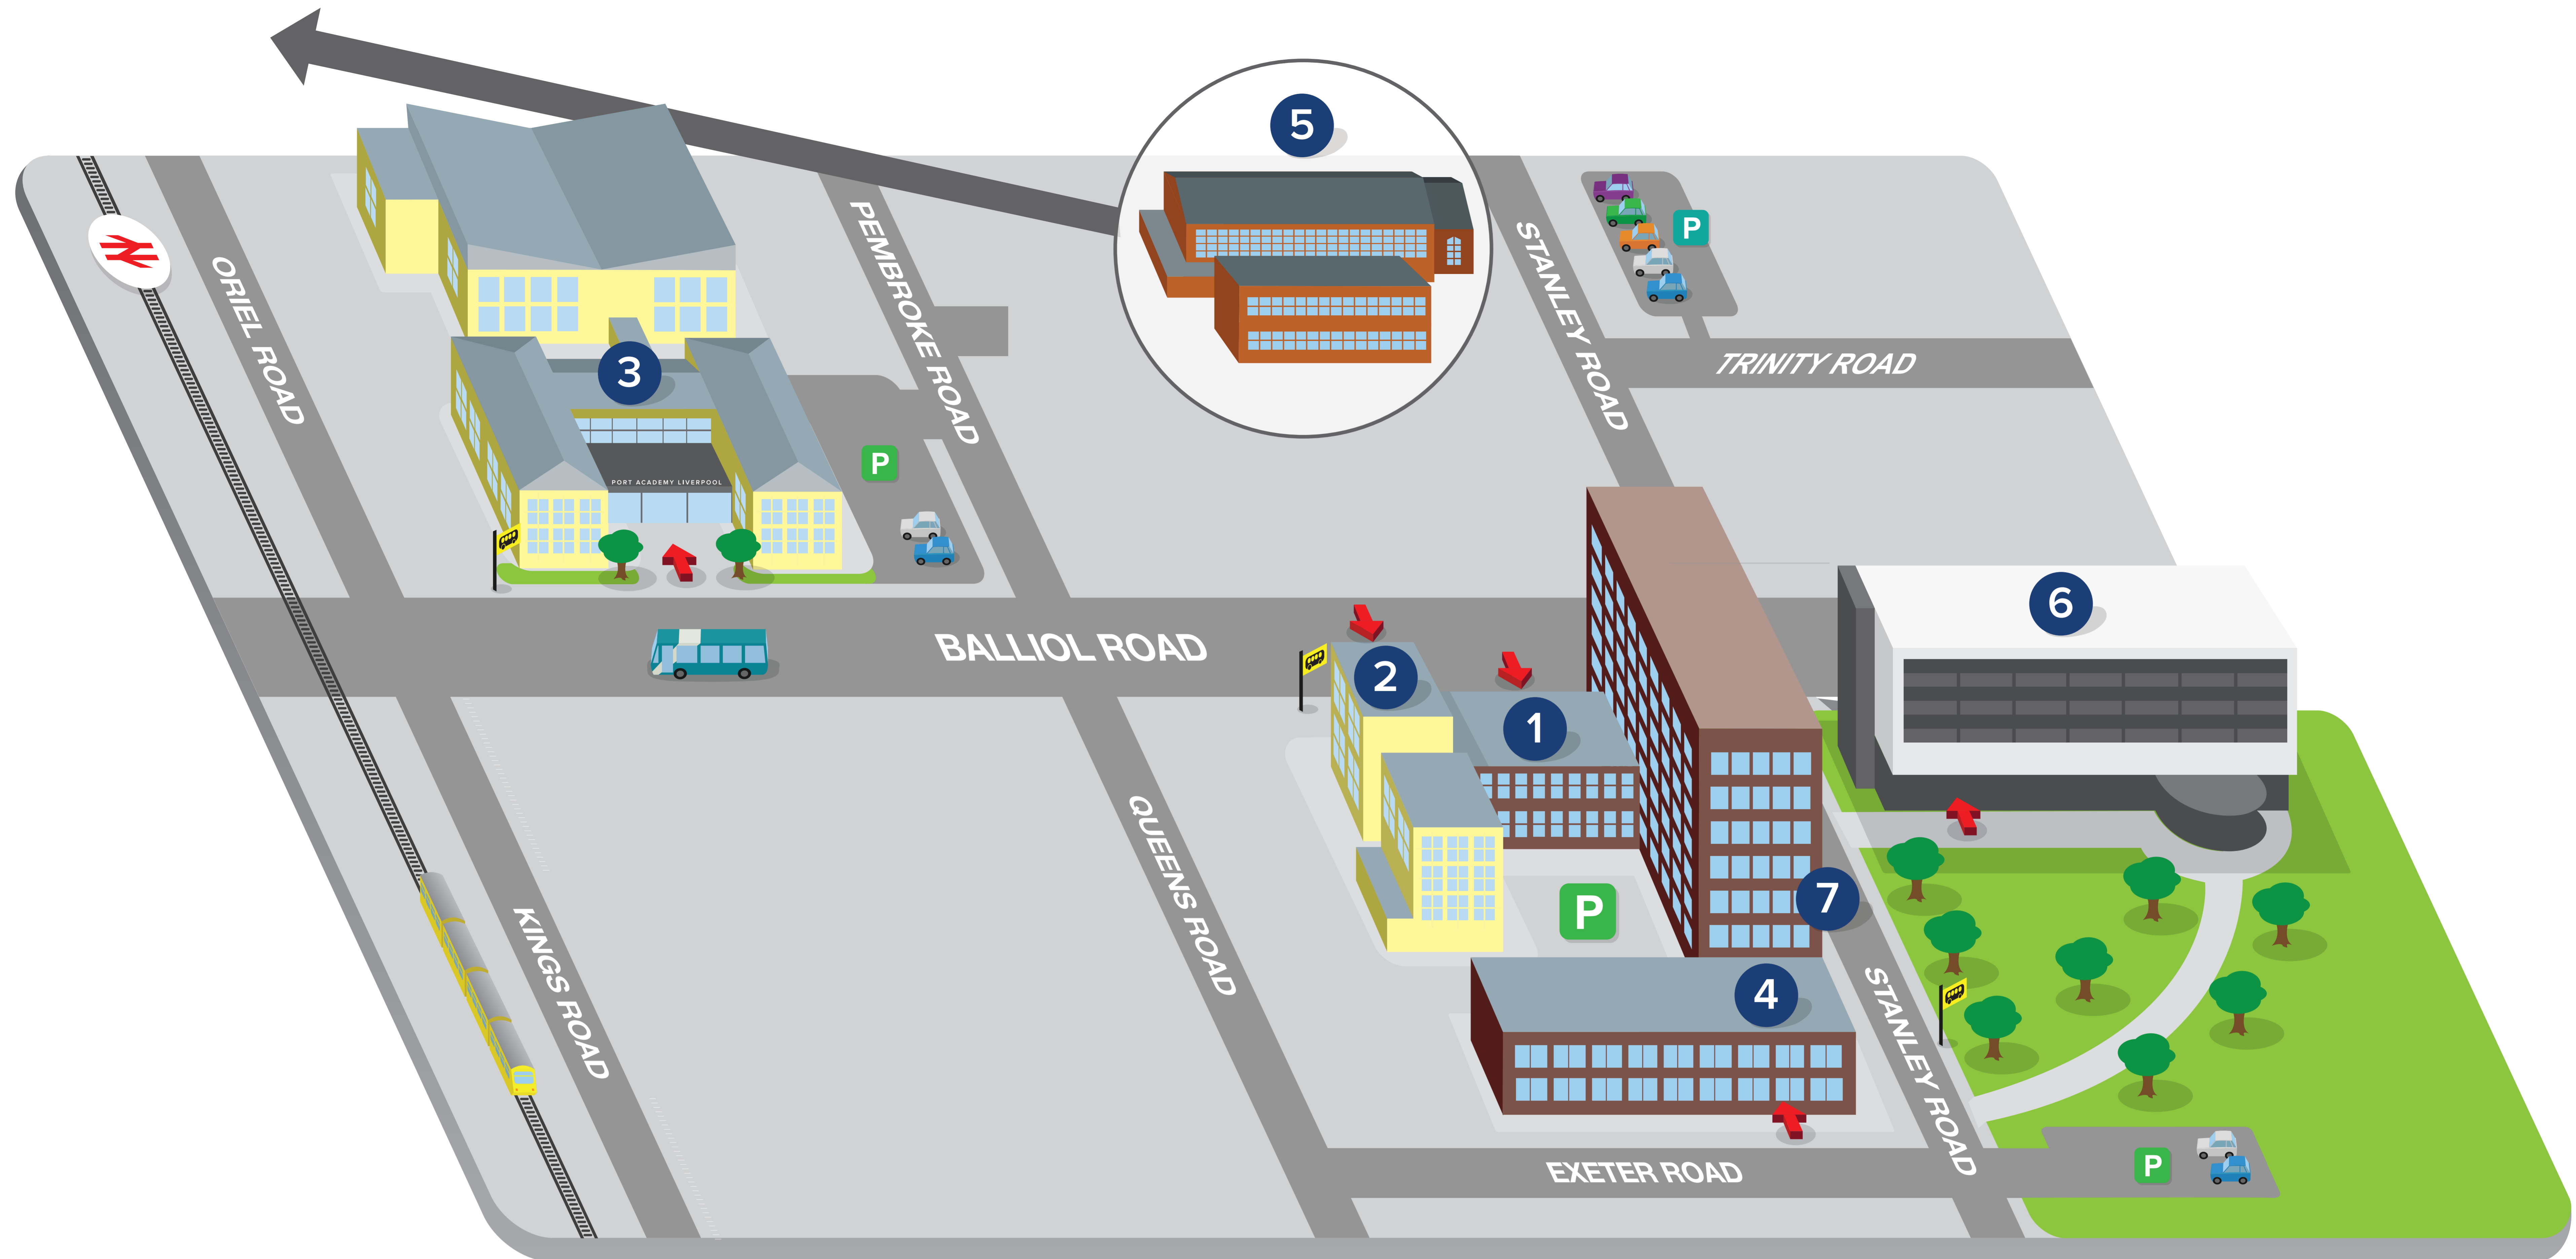 5
P
ORIEL ROAD
PEMBROKE ROAD
STANLEY ROAD
TRINITY ROAD
3
P
PORT ACADEMY LIVERPOOL
BALLIOL ROAD
6
2
1
QUEENS ROAD
P
7
KINGS ROAD
4
STANLEY ROAD
EXETER ROAD
P